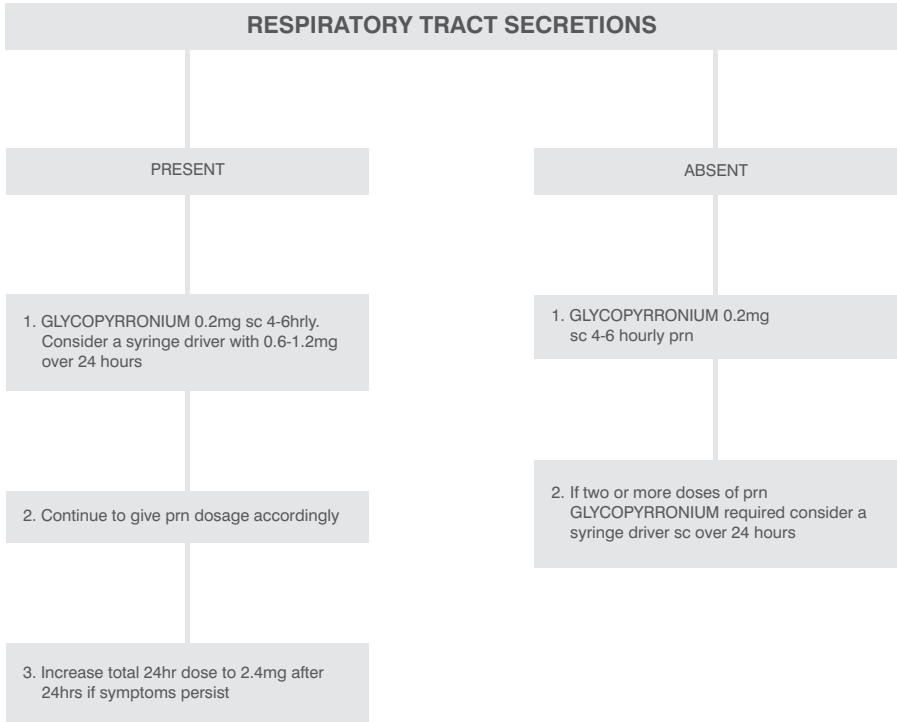 RESPIRATORY TRACT SECRETIONS
PRESENT
1. GLYCOPYRRONIUM 0.2mg sc 4-6hrly.
Consider a syringe driver with 0.6-1.2mg
over 24 hours
2. Continue to give prn dosage accordingly
3. Increase total 24hr dose to 2.4mg after
24hrs if symptoms persist
ABSENT
1. GLYCOPYRRONIUM 0.2mg
sc 4-6 hourly prn
2. If two or more doses of prn
GLYCOPYRRONIUM required consider a
syringe driver sc over 24 hours